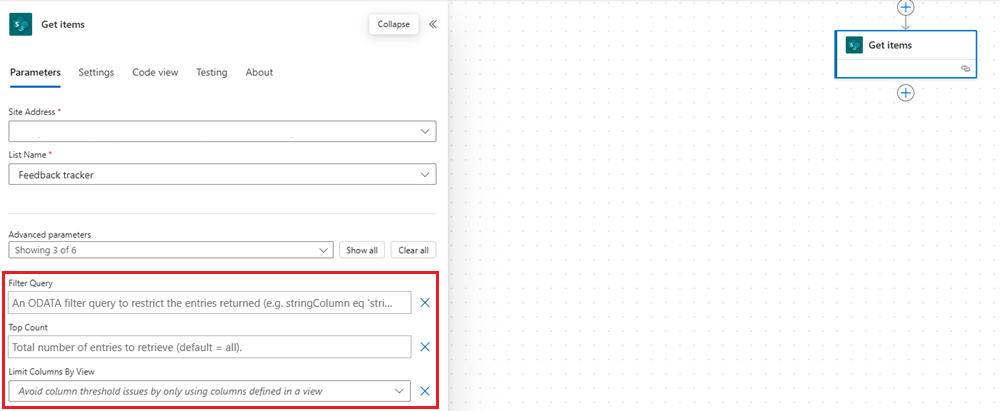 Get items
Collapse
Get items
Parameters Settings Code view Testing About
Site Address *
List Name *
Feedback tracker
Advanced parameters
Showing 3 of 6
Show all
Clear all
Filter Query
An ODATA filter query to restrict the entries returned (e.g. stringColumn eq 'stri...
Top Count
Total number of entries to retrieve (default = all).
Limit Columns By View
Avoid column threshold issues by only using columns defined in a view